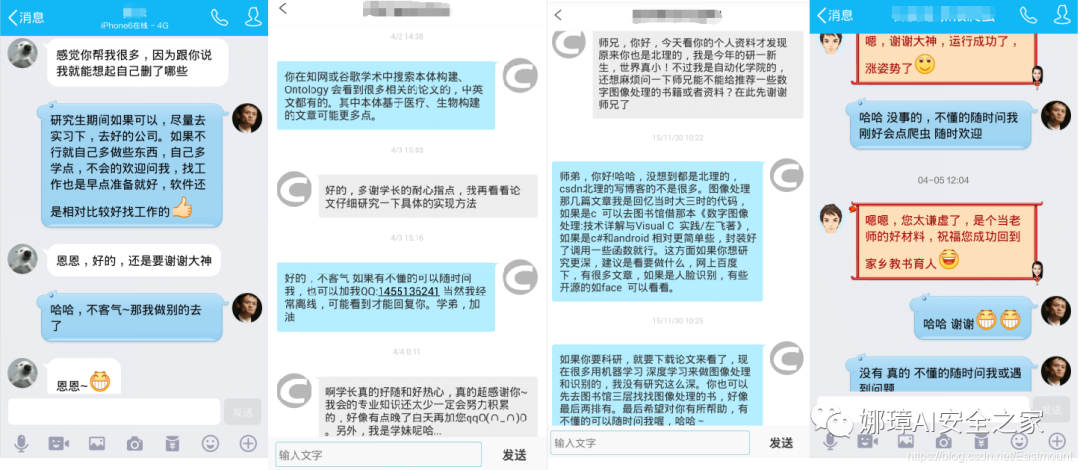 消息
iPhone6在线 - 4G
感觉你帮我很多，因为跟你说
我就能想起自己删了哪些
研究生期间如果可以，尽量去
实习下，去好的公司。如果不
行就自己多做些东西，自己多
学点，不会的欢迎问我，找工
作也是早点准备就好，软件还
是相对比较好找工作的
恩恩，好的，还是要谢谢大神
哈哈，不客气~那我做别的去
了
恩恩~
发送
4/2 14:38
你在知网或谷歌学术中搜索本体构建、
Ontology 会看到很多相关的论文的，中英
文都有的。其中本体基于医疗、生物构建
的文章可能更多点。
4/3 15:03
好的，多谢学长的耐心指点，我再看看论
文仔细研究一下具体的实现方法
4/3 15:16
好的，不客气 如果有不懂的可以随时问
我，也可以加我QQ:1455136241 当然我经
常离线，可能看到才能回复你。学弟，加
油
4/4 0:11
啊学长真的好随和好热心，真的超感谢你~
我会的专业知识还太少一定会努力积累
的，好像有点晚了白天再加您qqO(∩_∩)O
。另外，我是学妹呢哈...
输入文字
发送
师兄，你好，今天看你的个人资料才发现
原来你也是北理的，我是今年的研一新
生，世界真小！不过我是自动化学院的，
还想麻烦问一下师兄能不能给推荐一些数
字图像处理的书籍或者资料？在此先谢谢
师兄了
15/11/30 10:22
师弟，你好!哈哈，没想到都是北理的，
csdn北理的写博客的不是很多。图像处理
那几篇文章我是回忆当时大三时的代码，
如果是c 可以去图书馆借那本《数字图像
处理:技术详解与Visual C 实践/左飞著》，
如果是c#和android 相对更简单些，封装好
了调用一些函数就行。这方面如果你想研
究更深，建议是看要做什么，网上百度
下，有很多文章，如果是人脸识别，有些
开源的如face 可以看看。
15/11/30 10:25
如果你要科研，就要下载论文来看了，现
在很多用机器学习 深度学习来做图像处理
和识别的，我没有研究这么深。你也可以
先去图书馆三层找找图像处理的书，好像
最后两排有。最后希望对你有所帮助，有
不懂的可以随时问我喔，哈哈~
输入文字
发送
消息
嗯，谢谢大神，运行成功了，
涨姿势了
哈哈 没事的，不懂的随时问我
刚好会点爬虫 随时欢迎
04-05 12:04
嗯嗯，您太谦虚了，是个当老
师的好材料，祝福您成功回到
家乡教书育人
哈哈 谢谢
没有 真的 不懂的随时问我或遇
到问题
发送
娜璋AI安全之家
https://blog.csdn.net/Eastmount